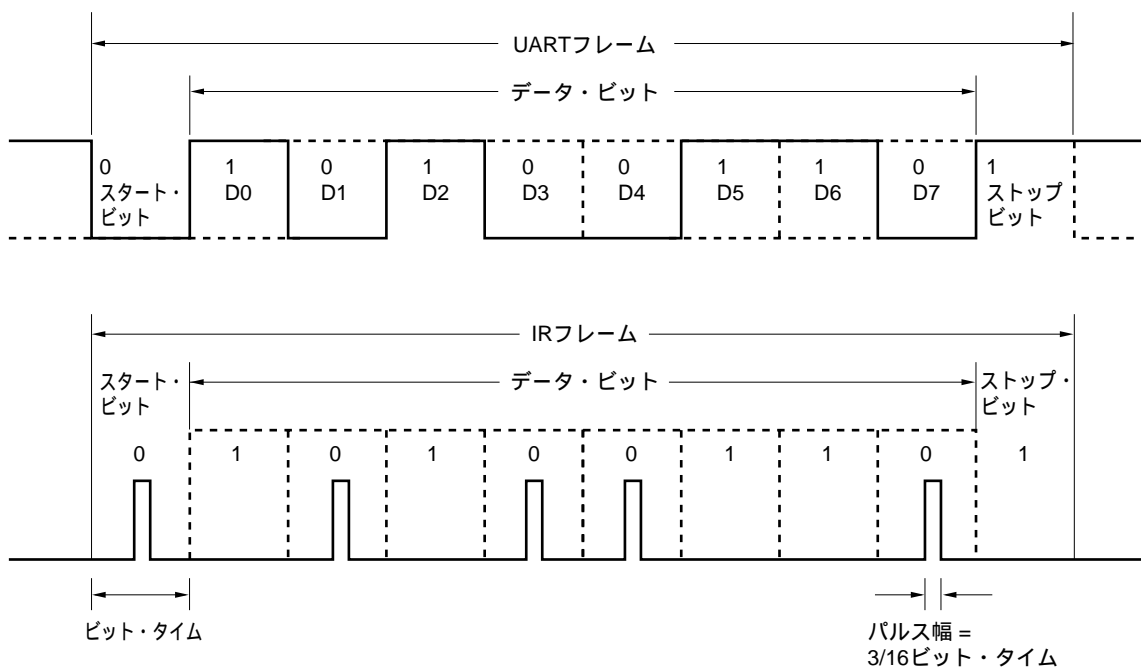 UARTフレーム
データ・ビット
0 1 0 1 0 0 1 1 0 1
スタート・ D0 D1 D2 D3 D4 D5 D6 D7 ストップ
ビット ビット
IRフレーム
スタート・ データ・ビット ストップ・
ビット ビット
0 1 0 1 0 0 1 1 0 1
ビット・タイム パルス幅 =
3/16ビット・タイム